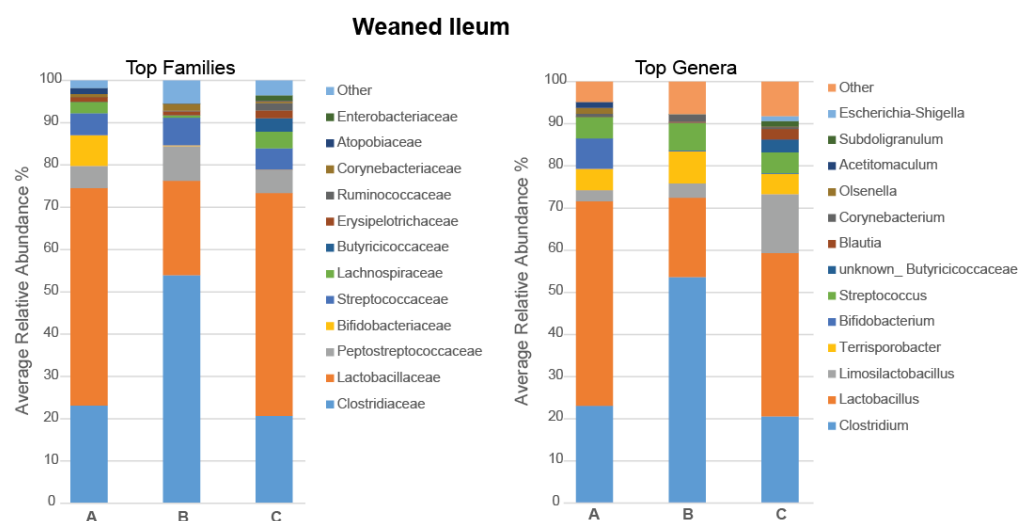 Weaned Ileum
Top Families
Average Relative Abundance %
100
90
80
70
60
50
40
30
20
10
0
A B C
Other
Enterobacteriaceae
Atopobiaceae
Corynebacteriaceae
Ruminococcaceae
Erysipelotrichaceae
Butyricicoccaceae
Lachnospiraceae
Streptococcaceae
Bifidobacteriaceae
Peptostreptococcaceae
Lactobacillaceae
Clostridiaceae
Top Genera
Average Relative Abundance %
100
90
80
70
60
50
40
30
20
10
0
A B C
Other
Escherichia-Shigella
Subdoligranulum
Acetitomaculum
Olsenella
Corynebacterium
Blautia
unknown_ Butyricicoccaceae
Streptococcus
Bifidobacterium
Terrisporobacter
Limosilactobacillus
Lactobacillus
Clostridium